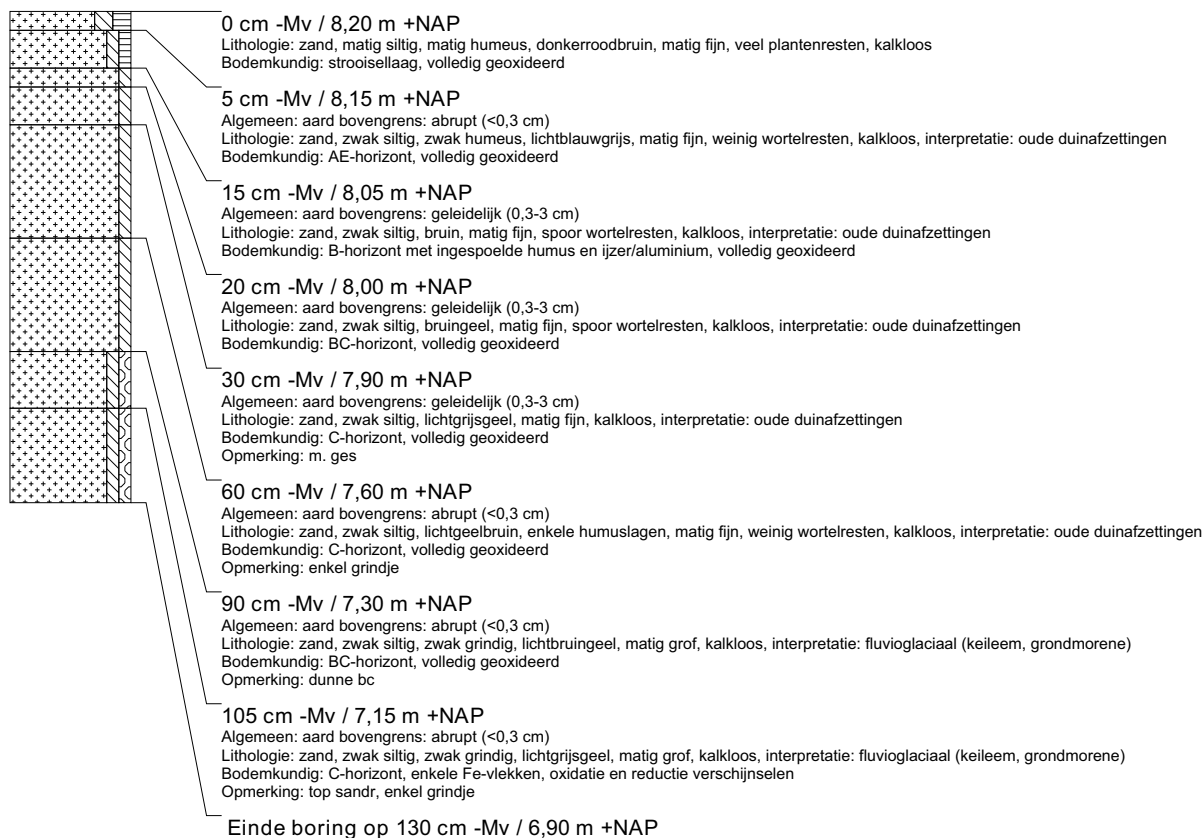 0 cm -Mv / 8,20 m +NAP
Lithologie: zand, matig siltig, matig humeus, donkerroodbruin, matig fijn, veel plantenresten, kalkloos
Bodemkundig: strooisellaag, volledig geoxideerd
5 cm -Mv / 8,15 m +NAP
Algemeen: aard bovengrens: abrupt (<0,3 cm)
Lithologie: zand, zwak siltig, zwak humeus, lichtblauwgrijs, matig fijn, weinig wortelresten, kalkloos, interpretatie: oude duinafzettingen
Bodemkundig: AE-horizont, volledig geoxideerd
15 cm -Mv / 8,05 m +NAP
Algemeen: aard bovengrens: geleidelijk (0,3-3 cm)
Lithologie: zand, zwak siltig, bruin, matig fijn, spoor wortelresten, kalkloos, interpretatie: oude duinafzettingen
Bodemkundig: B-horizont met ingespoelde humus en ijzer/aluminium, volledig geoxideerd
20 cm -Mv / 8,00 m +NAP
Algemeen: aard bovengrens: geleidelijk (0,3-3 cm)
Lithologie: zand, zwak siltig, bruingeel, matig fijn, spoor wortelresten, kalkloos, interpretatie: oude duinafzettingen
Bodemkundig: BC-horizont, volledig geoxideerd
30 cm -Mv / 7,90 m +NAP
Algemeen: aard bovengrens: geleidelijk (0,3-3 cm)
Lithologie: zand, zwak siltig, lichtgrijsgeel, matig fijn, kalkloos, interpretatie: oude duinafzettingen
Bodemkundig: C-horizont, volledig geoxideerd
Opmerking: m. ges
60 cm -Mv / 7,60 m +NAP
Algemeen: aard bovengrens: abrupt (<0,3 cm)
Lithologie: zand, zwak siltig, lichtgeelbruin, enkele humuslagen, matig fijn, weinig wortelresten, kalkloos, interpretatie: oude duinafzettingen
Bodemkundig: C-horizont, volledig geoxideerd
Opmerking: enkel grindje
90 cm -Mv / 7,30 m +NAP
Algemeen: aard bovengrens: abrupt (<0,3 cm)
Lithologie: zand, zwak siltig, zwak grindig, lichtbruingeel, matig grof, kalkloos, interpretatie: fluvioglaciaal (keileem, grondmorene)
Bodemkundig: BC-horizont, volledig geoxideerd
Opmerking: dunne bc
105 cm -Mv / 7,15 m +NAP
Algemeen: aard bovengrens: abrupt (<0,3 cm)
Lithologie: zand, zwak siltig, zwak grindig, lichtgrijsgeel, matig grof, kalkloos, interpretatie: fluvioglaciaal (keileem, grondmorene)
Bodemkundig: C-horizont, enkele Fe-vlekken, oxidatie en reductie verschijnselen
Opmerking: top sandr, enkel grindje
Einde boring op 130 cm -Mv / 6,90 m +NAP